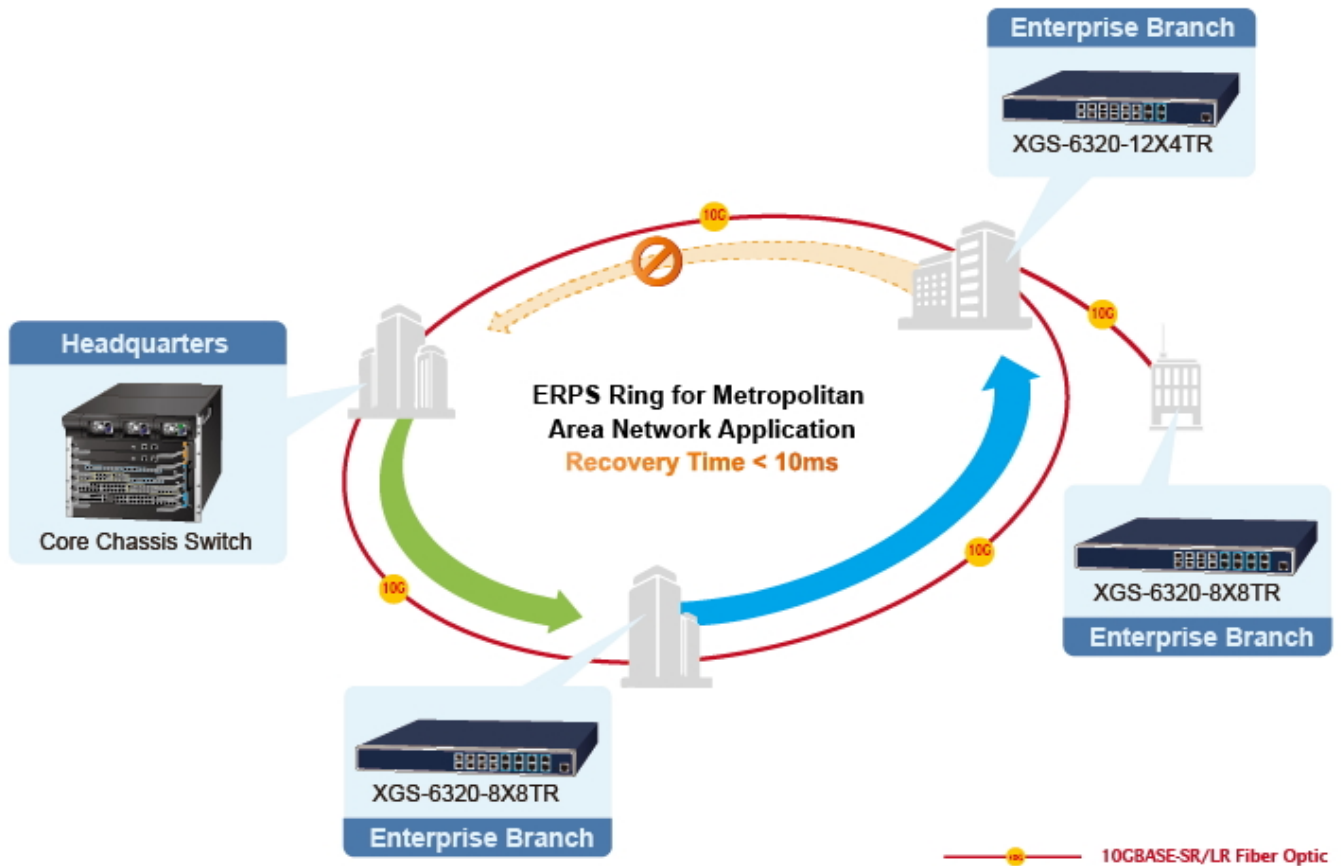 Enterprise Branch
XGS-6320-12X4TR
10G
10G
Headquarters
Core Chassis Switch
ERPS Ring for Metropolitan
Area Network Application
Recovery Time < 10ms
10G
10G
XGS-6320-8X8TR
Enterprise Branch
XGS-6320-8X8TR
Enterprise Branch
10G
10GBASE-SR/LR Fiber Optic